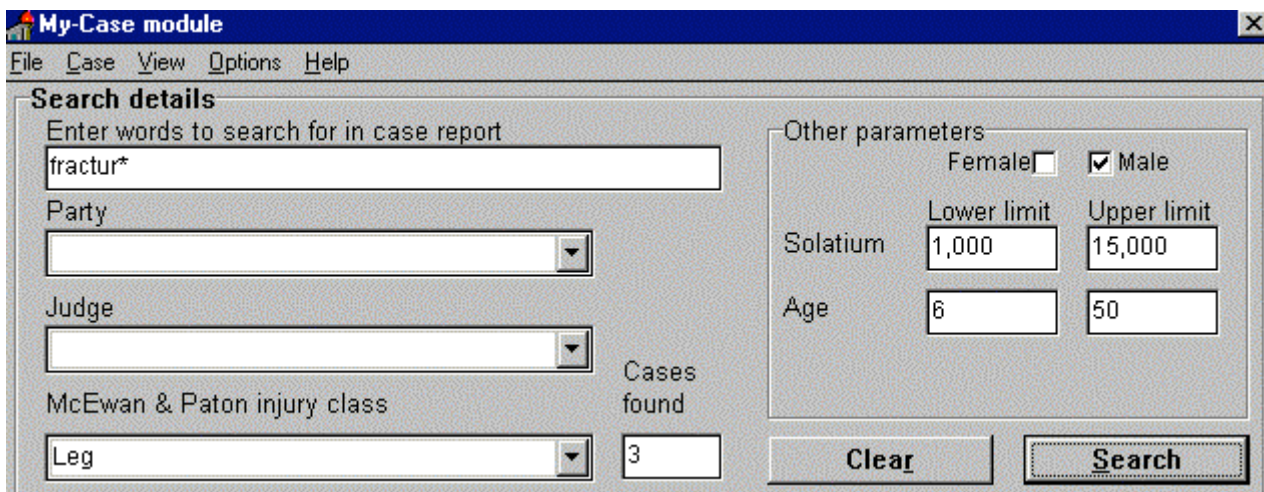 My-Case module
File Case View Options Help
Search details
Enter words to search for in case report
fractur*
Party
Judge
McEwan & Paton injury class
Leg
Cases
found
3
Other parameters
Female Male
Lower limit Upper limit
Solatium 1,000 15,000
Age 6 50
Clear Search